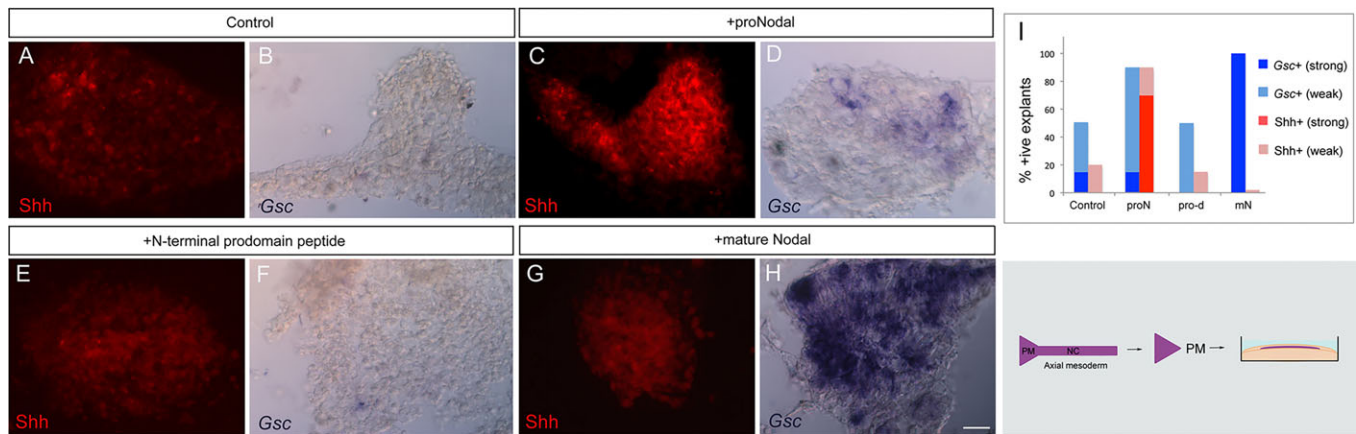 Control
+proNodal
A
B
C
D
Shh
Gsc
Shh
Gsc
+N-terminal prodomain peptide
+mature Nodal
E
F
G
H
Shh
Gsc
Shh
Gsc
I
% +ive explants
100
80
60
40
20
0
Control proN pro-d mN
Gsc+ (strong)
Gsc+ (weak)
Shh+ (strong)
Shh+ (weak)
PM NC
Axial mesoderm
PM